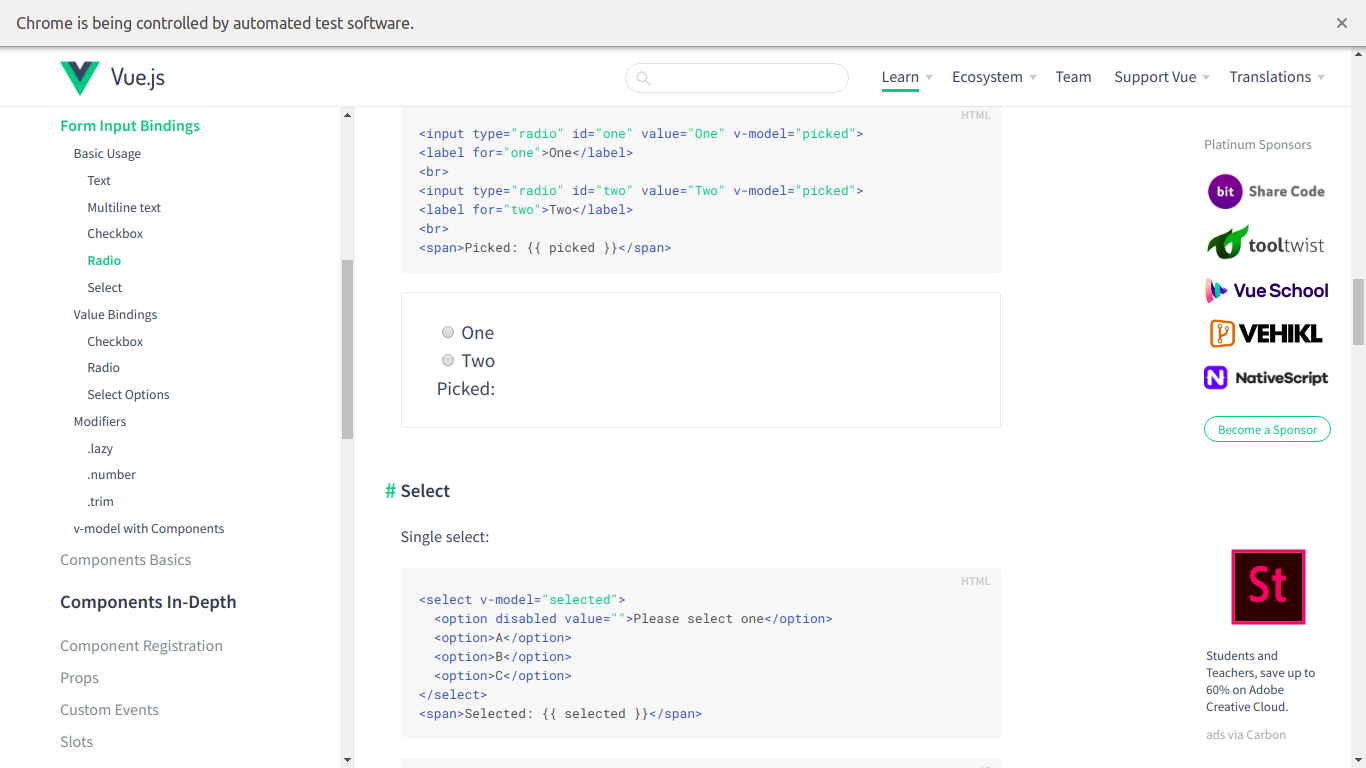 Chrome is being controlled by automated test software.
Vue.js
Learn
Ecosystem
Team
Support Vue
Translations
Form Input Bindings
Basic Usage
Text
Multiline text
Checkbox
Radio
Select
Value Bindings
Checkbox
Radio
Select Options
Modifiers
.lazy
.number
.trim
v-model with Components
Components Basics
Components In-Depth
Component Registration
Props
Custom Events
Slots
HTML
<input type="radio" id="one" value="One" v-model="picked">
<label for="one">One</label>
<br>
<input type="radio" id="two" value="Two" v-model="picked">
<label for="two">Two</label>
<br>
<span>Picked: {{ picked }}</span>
One
Two
Picked:
# Select
Single select:
HTML
<select v-model="selected">
  <option disabled value="">Please select one</option>
  <option>A</option>
  <option>B</option>
  <option>C</option>
</select>
<span>Selected: {{ selected }}</span>
Platinum Sponsors
bit Share Code
tooltwist
Vue School
VEHIKL
N NativeScript
Become a Sponsor
St
Students and
Teachers, save up to
60% on Adobe
Creative Cloud.
ads via Carbon